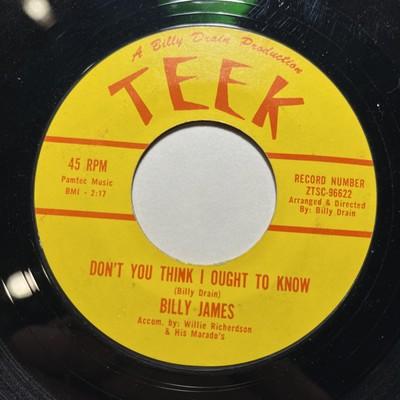 A Billy Drain Production
TEEK
45 RPM
Pamtec Music
BMI - 2:17
RECORD NUMBER
ZTSC-96622
Arranged & Directed
By: Billy Drain
DON'T YOU THINK I OUGHT TO KNOW
(Billy Drain)
BILLY JAMES
Accom. by: Willie Richerdson
& His Marado's